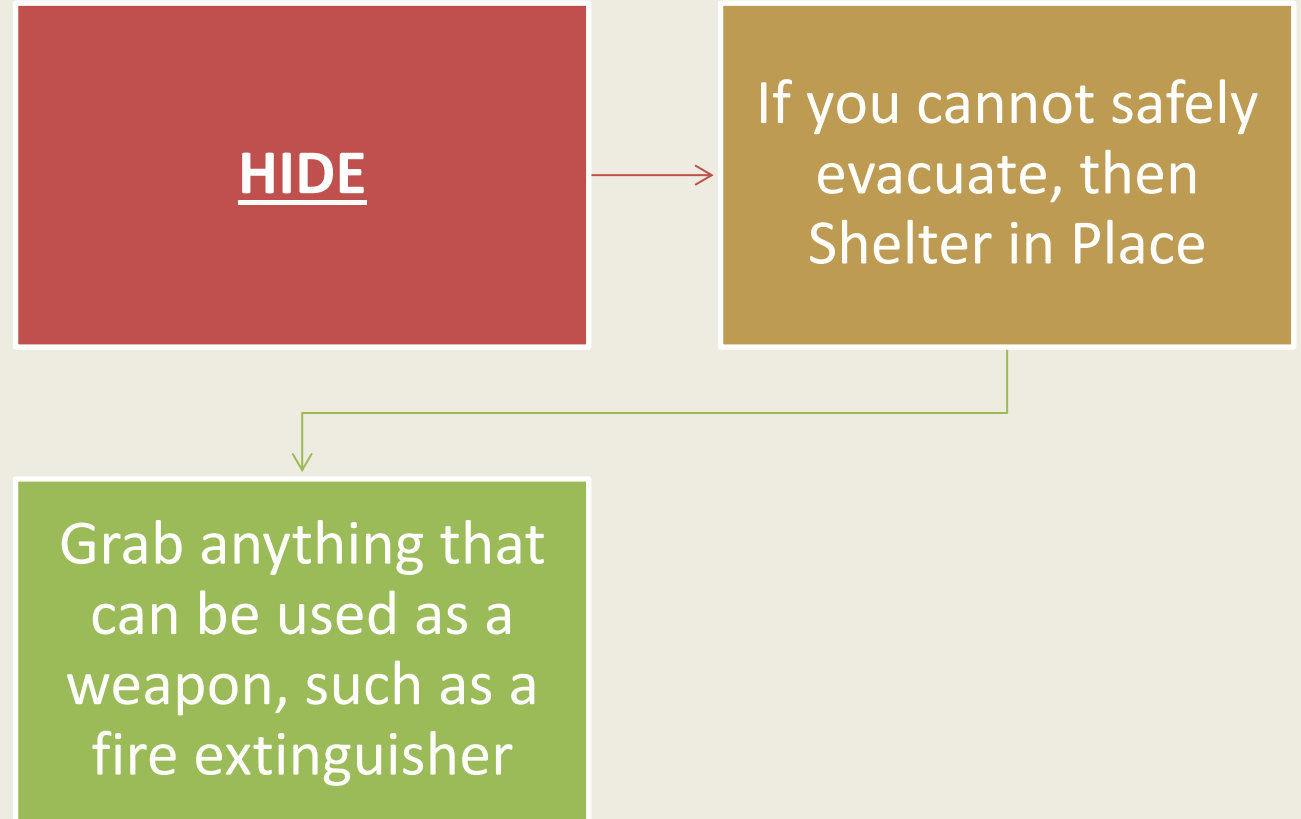 HIDE
If you cannot safely
evacuate, then
Shelter in Place
Grab anything that
can be used as a
weapon, such as a
fire extinguisher